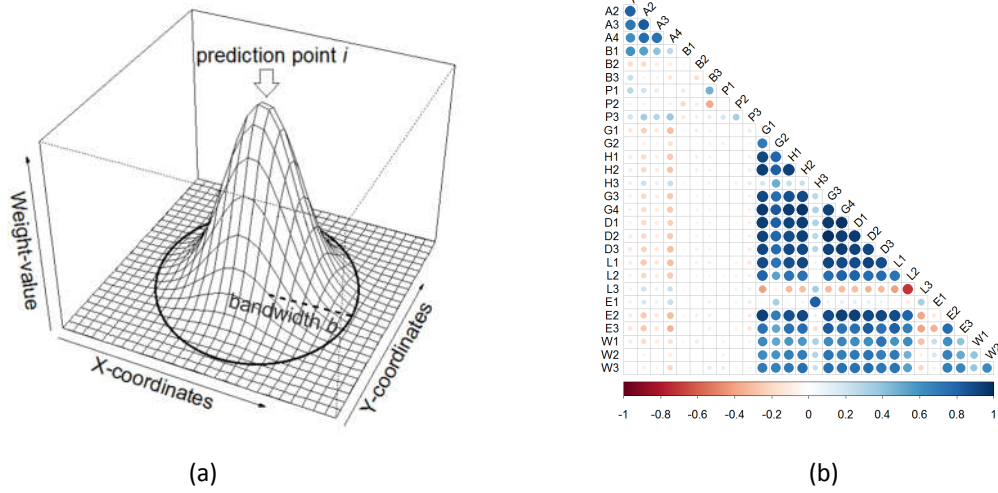 prediction point i
Weight-value
bandwidth b
X-coordinates
Y-coordinates
(a)
A2
A3
A4
B1
B2
B3
P1
P2
P3
G1
G2
H1
H2
H3
G3
G4
D1
D2
D3
L1
L2
L3
E1
E2
E3
W1
W2
W3
A2
A3
A4
B1
B2
B3
P1
P2
P3
G1
G2
H1
H2
H3
G3
G4
D1
D2
D3
L1
L2
L3
E1
E2
E3
W1
-1 -0.8 -0.6 -0.4 -0.2 0 0.2 0.4 0.6 0.8 1
(b)